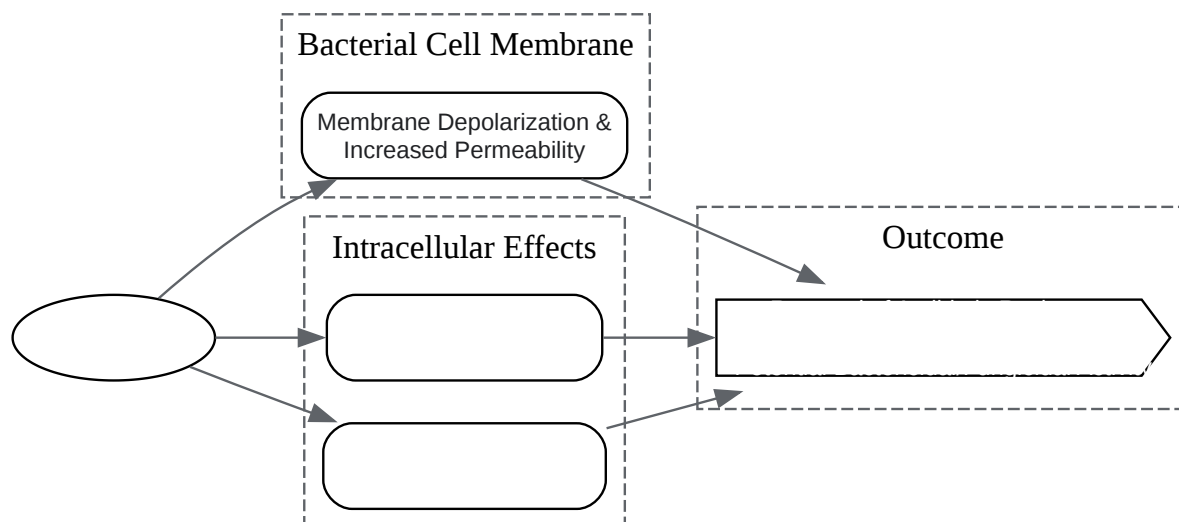 Bacterial Cell Membrane
Membrane Depolarization &
Increased Permeability
Intracellular Effects
Outcome